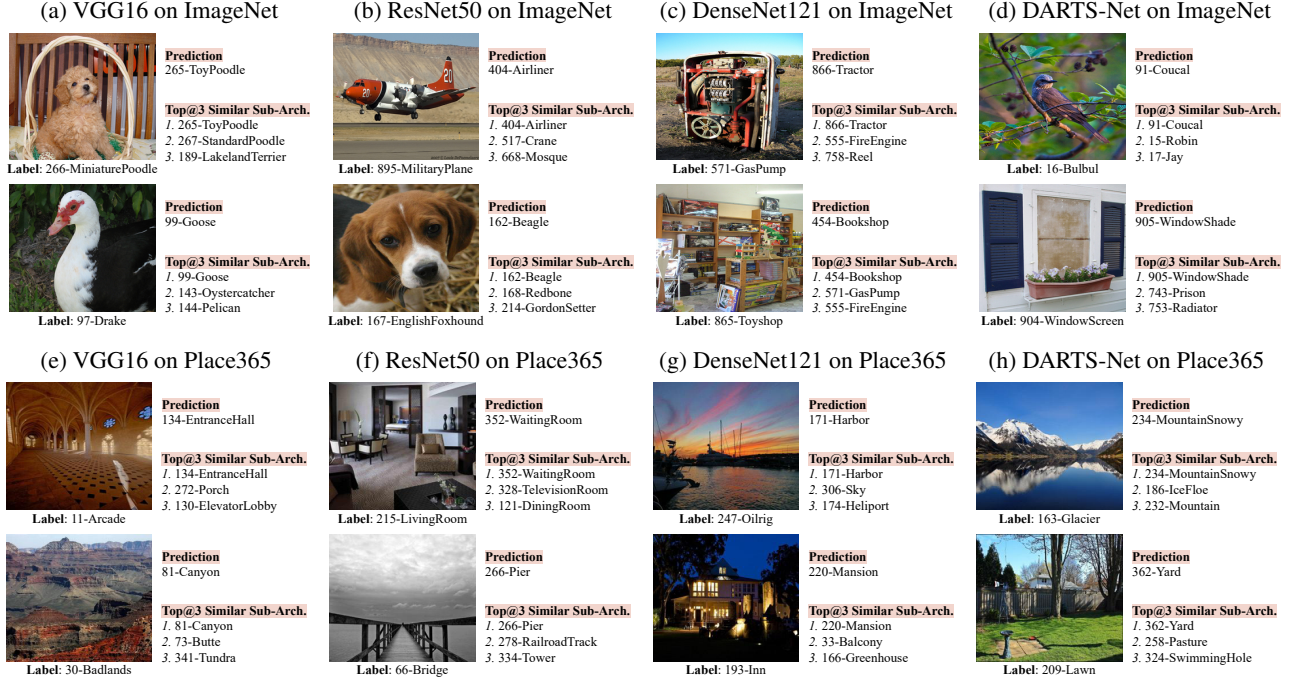 (a) VGG16 on ImageNet
Prediction
265-ToyPoodle
Top@3 Similar Sub-Arch.
1. 265-ToyPoodle
2. 267-StandardPoodle
3. 189-LakelandTerrier
Label: 266-MiniaturePoodle
Prediction
99-Goose
Top@3 Similar Sub-Arch.
1. 99-Goose
2. 143-Oystercatcher
3. 144-Pelican
Label: 97-Drake
(b) ResNet50 on ImageNet
20
20
Prediction
404-Airliner
Top@3 Similar Sub-Arch.
1. 404-Airliner
2. 517-Crane
3. 668-Mosque
Label: 895-MilitaryPlane
Prediction
162-Beagle
Top@3 Similar Sub-Arch.
1. 162-Beagle
2. 168-Redbone
3. 214-GordonSetter
Label: 167-EnglishFoxhound
(c) DenseNet121 on ImageNet
Prediction
866-Tractor
Top@3 Similar Sub-Arch.
1. 866-Tractor
2. 555-FireEngine
3. 758-Reel
Label: 571-GasPump
Prediction
454-Bookshop
Top@3 Similar Sub-Arch.
1. 454-Bookshop
2. 571-GasPump
3. 555-FireEngine
Label: 865-Toyshop
(d) DARTS-Net on ImageNet
Prediction
91-Coucal
Top@3 Similar Sub-Arch.
1. 91-Coucal
2. 15-Robin
3. 17-Jay
Label: 16-Bulbul
Prediction
905-WindowShade
Top@3 Similar Sub-Arch.
1. 905-WindowShade
2. 743-Prison
3. 753-Radiator
Label: 904-WindowScreen
(e) VGG16 on Place365
Prediction
134-EntranceHall
Top@3 Similar Sub-Arch.
1. 134-EntranceHall
2. 272-Porch
3. 130-ElevatorLobby
Label: 11-Arcade
Prediction
81-Canyon
Top@3 Similar Sub-Arch.
1. 81-Canyon
2. 73-Butte
3. 341-Tundra
Label: 30-Badlands
(f) ResNet50 on Place365
Prediction
352-WaitingRoom
Top@3 Similar Sub-Arch.
1. 352-WaitingRoom
2. 328-TelevisionRoom
3. 121-DiningRoom
Label: 215-LivingRoom
Prediction
266-Pier
Top@3 Similar Sub-Arch.
1. 266-Pier
2. 278-RailroadTrack
3. 334-Tower
Label: 66-Bridge
(g) DenseNet121 on Place365
Prediction
171-Harbor
Top@3 Similar Sub-Arch.
1. 171-Harbor
2. 306-Sky
3. 174-Heliport
Label: 247-Oilrig
Prediction
220-Mansion
Top@3 Similar Sub-Arch.
1. 220-Mansion
2. 33-Balcony
3. 166-Greenhouse
Label: 193-Inn
(h) DARTS-Net on Place365
Prediction
234-MountainSnowy
Top@3 Similar Sub-Arch.
1. 234-MountainSnowy
2. 186-IceFloe
3. 232-Mountain
Label: 163-Glacier
Prediction
362-Yard
Top@3 Similar Sub-Arch.
1. 362-Yard
2. 258-Pasture
3. 324-SwimmingHole
Label: 209-Lawn